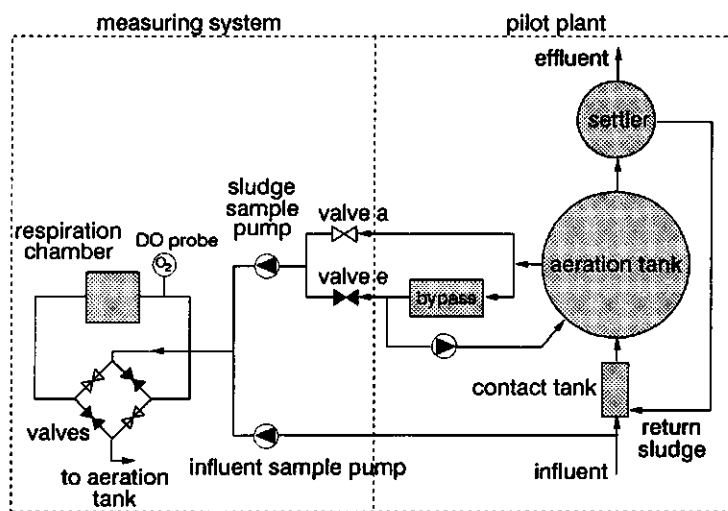 measuring system
pilot plant
effluent
settler
sludge
sample
pump
valve a
respiration
chamber
DO probe
O₂
valve e
bypass
aeration tank
contact tank
valves
return
sludge
influent sample pump
influent
to aeration
tank